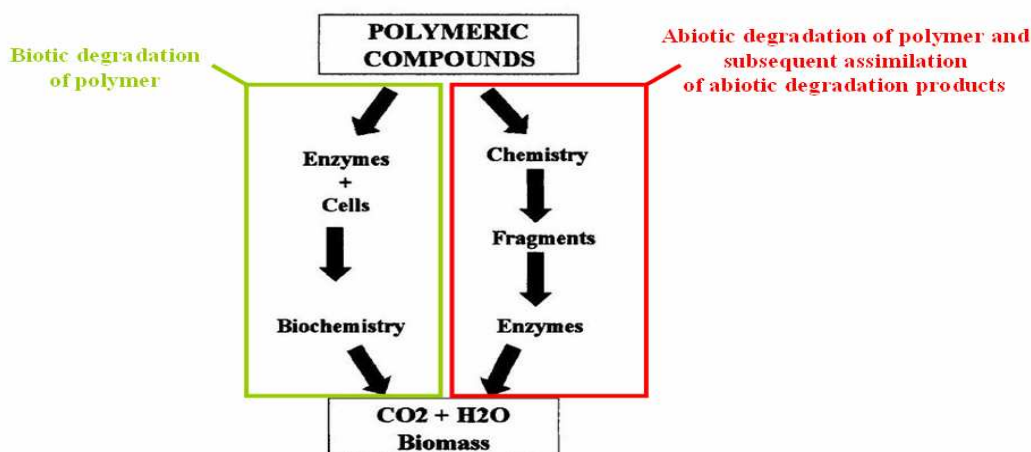 POLYMERIC
COMPOUNDS
Biotic degradation
of polymer
Abiotic degradation of polymer and
subsequent assimilation
of abiotic degradation products
Enzymes
+
Cells
Biochemistry
Chemistry
Fragments
Enzymes
CO2 + H2O
Biomass